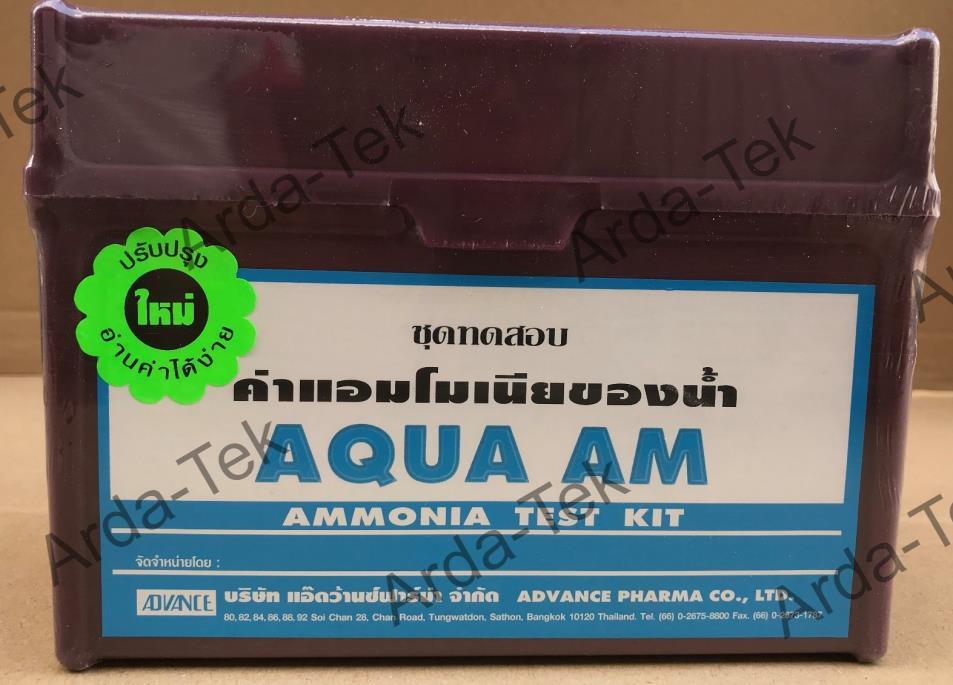 ปรับปรุง
ใหม่
อ่านค่าได้ง่าย
ชุดทดสอบ
ค่าแอมโมเนียของน้ำ
AQUA AM
AMMONIA TEST KIT
จัดจำหน่ายโดย :
ADVANCE บริษัท แอ๊ดว้านซ์ฟาร์ม่า จำกัด ADVANCE PHARMA CO., LTD.
80, 82, 84, 86, 88, 92 Soi Chan 28, Chan Road, Tungwatdon, Sathon, Bangkok 10120 Thailand. Tel. (66) 0-2675-8800 Fax. (66) 0-2673-1787
Arda-Tek
Arda-Tek
Arda-Tek
Arda-Tek
Arda-Tek